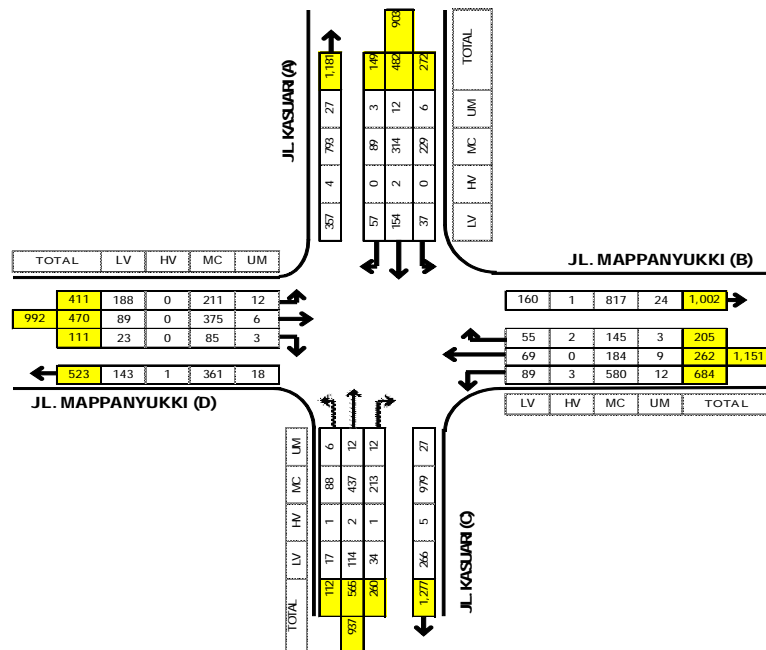 903
TOTAL UM MC HV LV
149 3 89 0 57
482 12 314 2 154
272 6 229 0 37
JL. KASUARI (A)
1,181 27 793 4 357
TOTAL LV HV MC UM
411 188 0 211 12
992 470 89 0 375 6
111 23 0 85 3
523 143 1 361 18
JL. MAPPANYUKKI (D)
JL. MAPPANYUKKI (B)
160 1 817 24 1,002
55 2 145 3 205
69 0 184 9 262 1,151
89 3 580 12 684
LV HV MC UM TOTAL
UM MC HV LV TOTAL
6 88 1 17 112
12 437 2 114 565
12 213 1 34 260
937
27 979 5 266 1,277
JL. KASUARI (C)